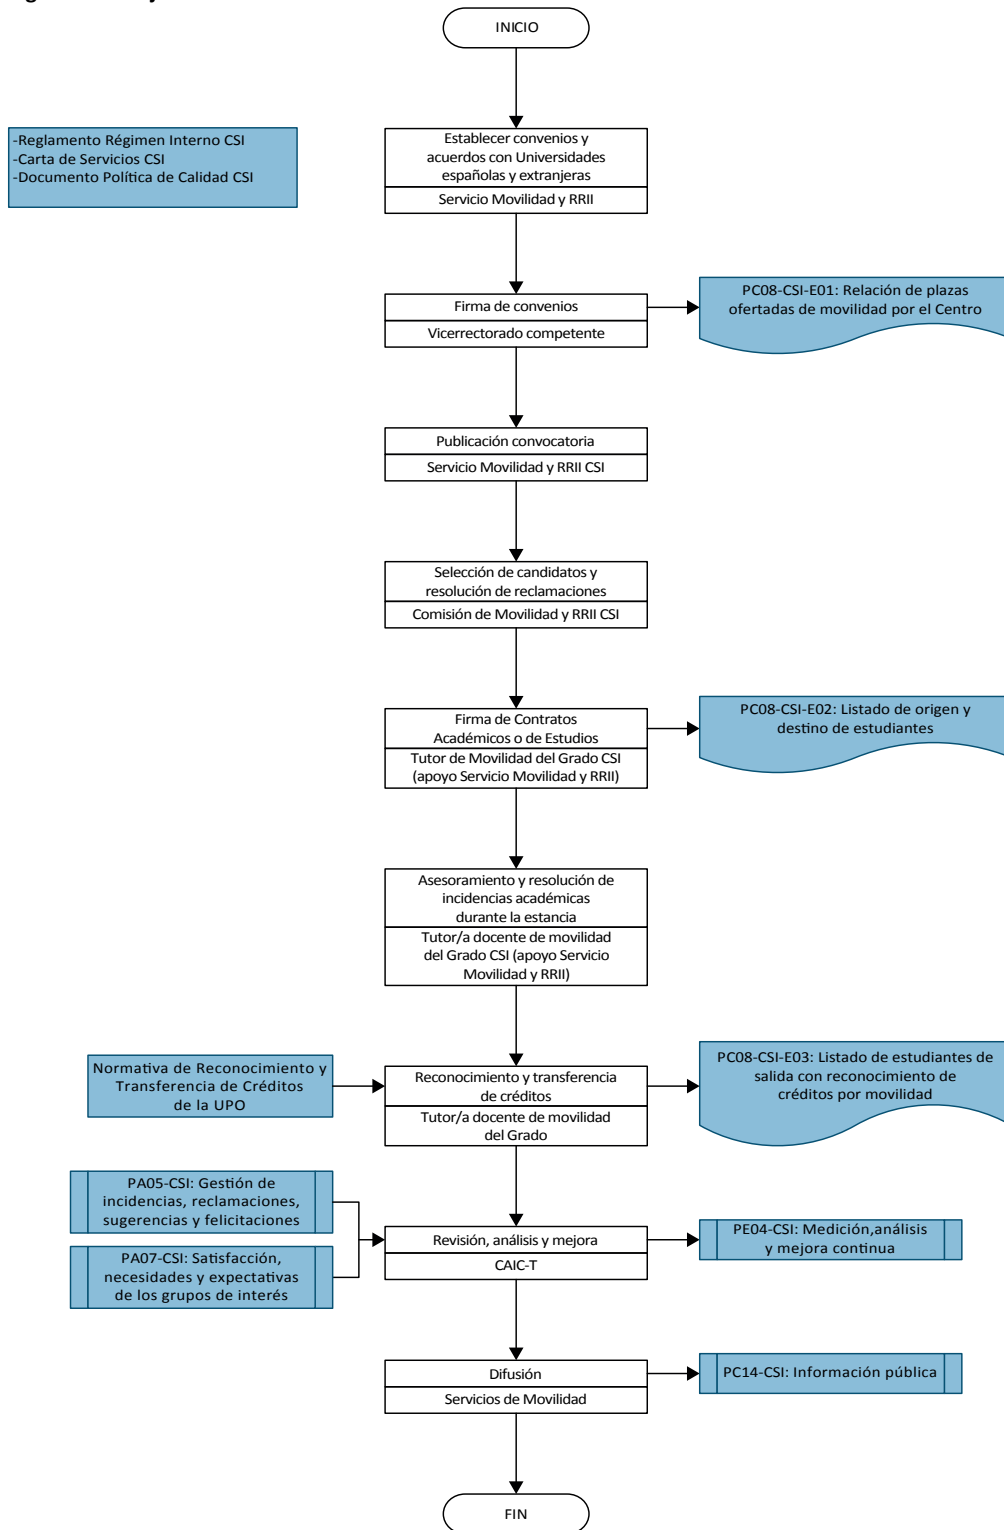 INICIO
-Reglamento Régimen Interno CSI
-Carta de Servicios CSI
-Documento Política de Calidad CSI
Establecer convenios y
acuerdos con Universidades
españolas y extranjeras
Servicio Movilidad y RRII
Firma de convenios
Vicerrectorado competente
PC08-CSI-E01: Relación de plazas
ofertadas de movilidad por el Centro
Publicación convocatoria
Servicio Movilidad y RRII CSI
Selección de candidatos y
resolución de reclamaciones
Comisión de Movilidad y RRII CSI
Firma de Contratos
Académicos o de Estudios
Tutor de Movilidad del Grado CSI
(apoyo Servicio Movilidad y RRII)
PC08-CSI-E02: Listado de origen y
destino de estudiantes
Asesoramiento y resolución de
incidencias académicas
durante la estancia
Tutor/a docente de movilidad
del Grado CSI (apoyo Servicio
Movilidad y RRII)
Normativa de Reconocimiento y
Transferencia de Créditos
de la UPO
Reconocimiento y transferencia
de créditos
Tutor/a docente de movilidad
del Grado
PC08-CSI-E03: Listado de estudiantes de
salida con reconocimiento de
créditos por movilidad
PA05-CSI: Gestión de
incidencias, reclamaciones,
sugerencias y felicitaciones
PA07-CSI: Satisfacción,
necesidades y expectativas
de los grupos de interés
Revisión, análisis y mejora
CAIC-T
PE04-CSI: Medición,análisis
y mejora continua
Difusión
Servicios de Movilidad
PC14-CSI: Información pública
FIN